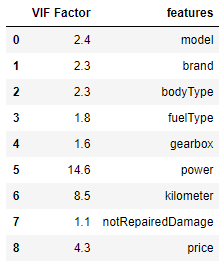 VIF Factor features
0 2.4 model
1 2.3 brand
2 2.3 bodyType
3 1.8 fuelType
4 1.6 gearbox
5 14.6 power
6 8.5 kilometer
7 1.1 notRepairedDamage
8 4.3 price